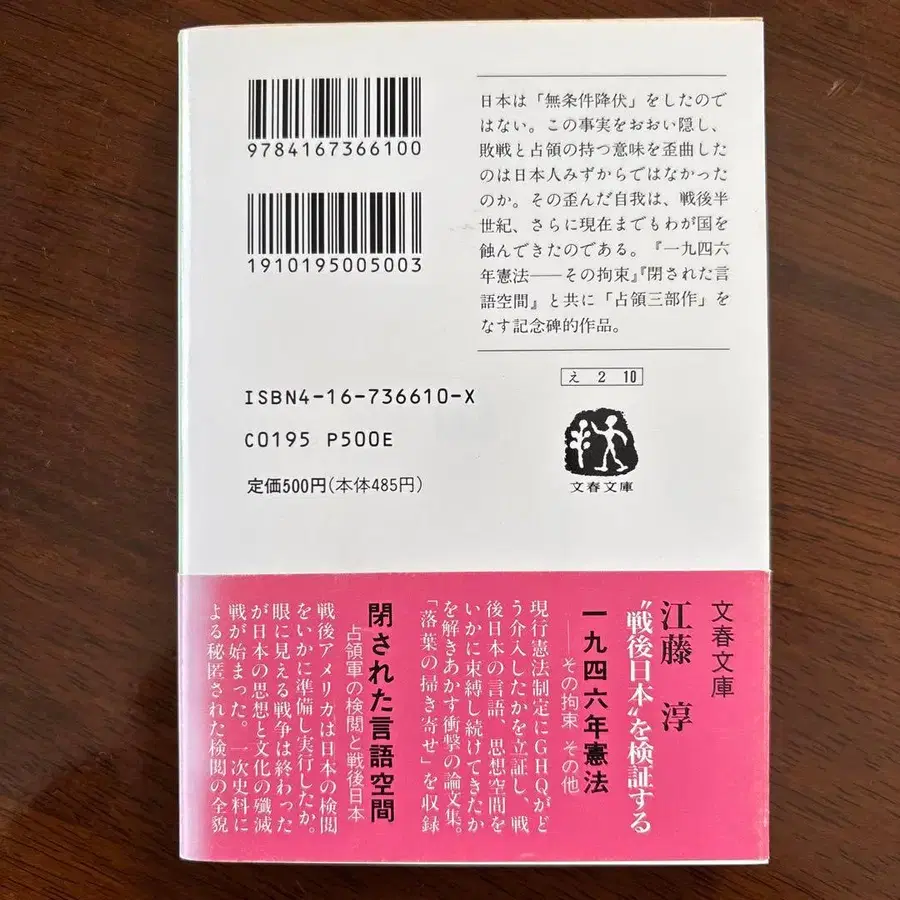 9784167366100
1910195005003
日本は「無条件降伏」をしたので
はない。この事実をおおい隠し、
敗戦と占領の持つ意味を歪曲した
のは日本人みずからではなかった
のか。その歪んだ自我は、戦後半
世紀、さらに現在までもわが国を
蝕んできたのである。『一九四六
年憲法――その拘束』『閉された言
語空間』と共に「占領三部作」を
なす記念碑的作品。
え 2 10
ISBN4-16-736610-X
C0195 P500E
定価500円(本体485円)
文春文庫
文春文庫
江藤 淳
〝戦後日本〟を検証する
一九四六年憲法
――その拘束 その他
現行憲法制定にGHQがど
う介入したかを立証し、戦
後日本の言語、思想空間を
いかに束縛し続けてきたか
を解きあかす衝撃の論文集。
「落葉の掃き寄せ」を収録
閉された言語空間
占領軍の検閲と戦後日本
戦後アメリカは日本の検閲
をいかに準備し実行したか。
眼に見える戦争は終わった
が日本の思想と文化の殲滅
戦が始まった。一次史料に
よる秘匿された検閲の全貌